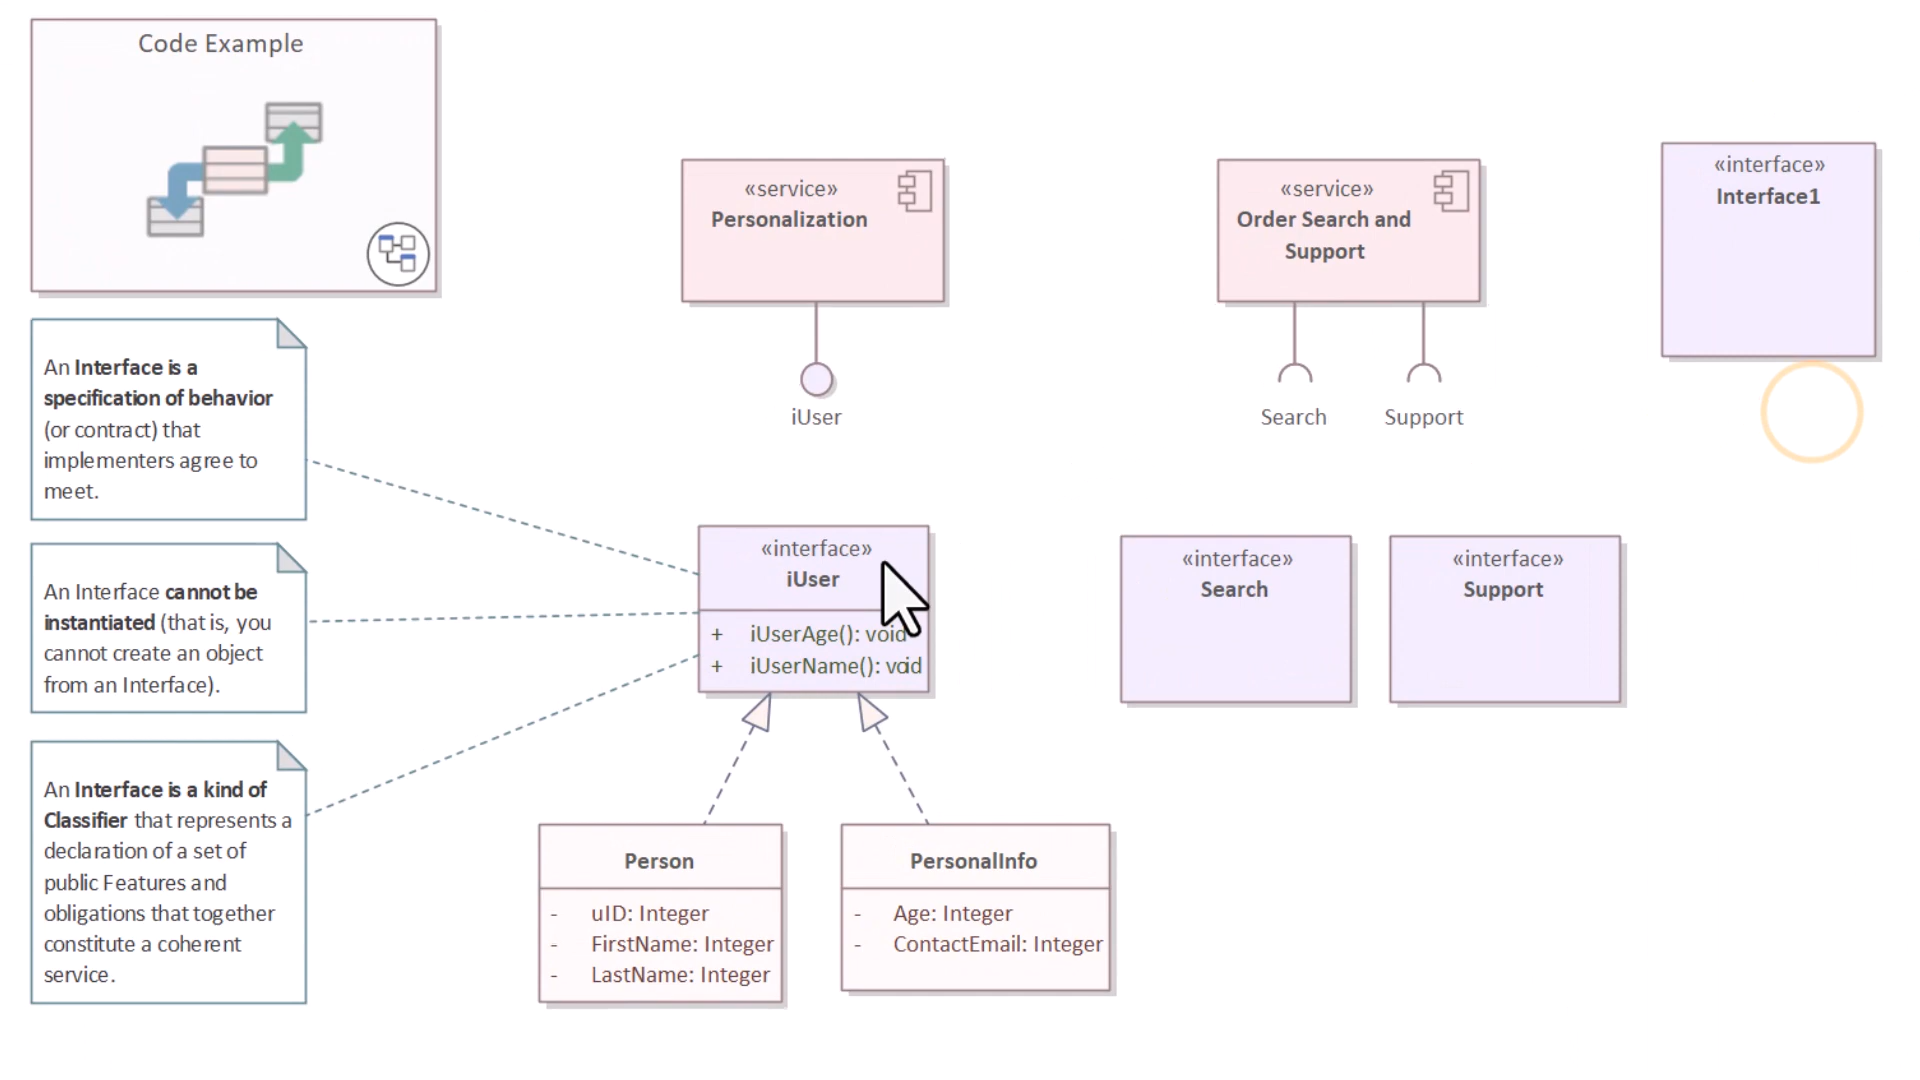 Code Example
An Interface is a
specification of behavior
(or contract) that
implementers agree to
meet.
An Interface cannot be
instantiated (that is, you
cannot create an object
from an Interface).
An Interface is a kind of
Classifier that represents a
declaration of a set of
public Features and
obligations that together
constitute a coherent
service.
«service»
Personalization
iUser
«service»
Order Search and
Support
Search
Support
«interface»
Interface1
«interface»
iUser
+ iUserAge(): void
+ iUserName(): void
«interface»
Search
«interface»
Support
Person
- uID: Integer
- FirstName: Integer
- LastName: Integer
PersonalInfo
- Age: Integer
- ContactEmail: Integer